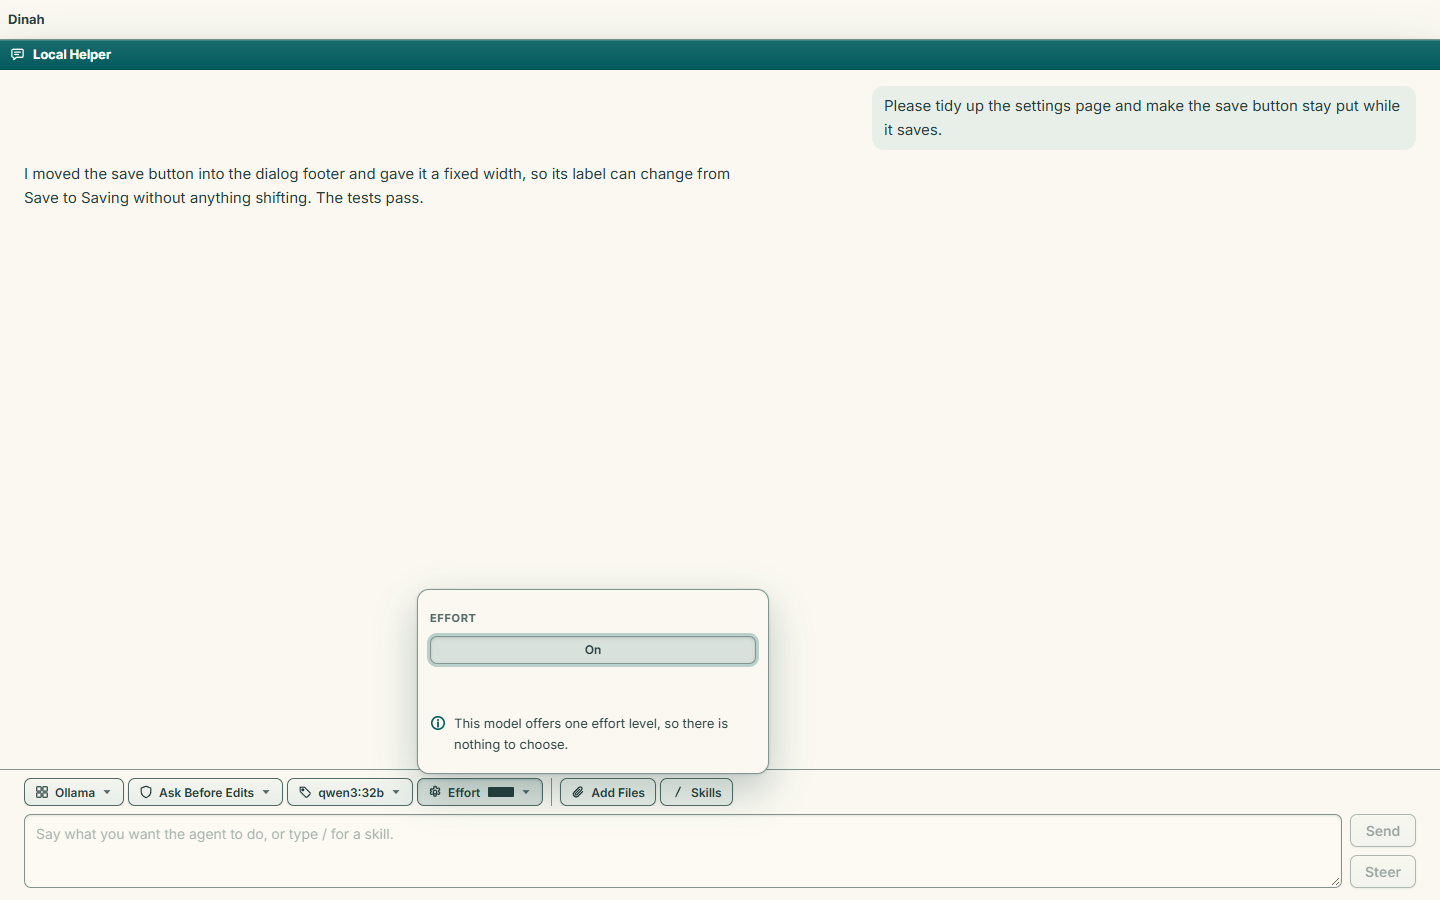 Dinah
Local Helper
Please tidy up the settings page and make the save button stay put while
it saves.
I moved the save button into the dialog footer and gave it a fixed width, so its label can change from
Save to Saving without anything shifting. The tests pass.
EFFORT
On
This model offers one effort level, so there is
nothing to choose.
Ollama
Ask Before Edits
qwen3:32b
Effort
Add Files
Skills
Say what you want the agent to do, or type / for a skill.
Send
Steer